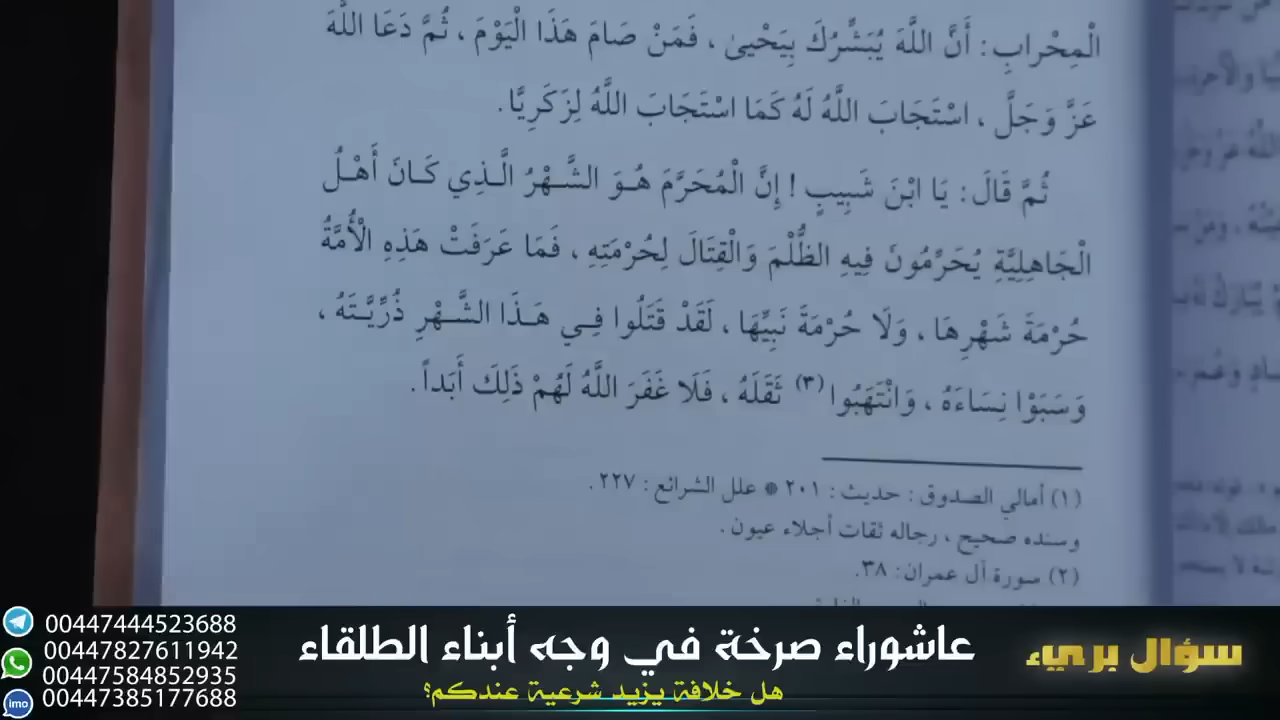 الْمِحْرابِ: أَنَّ اللَّهَ يُبَشِّرُكَ بِيَحْيىٰ ، فَمَنْ صَامَ هَذَا الْيَوْمَ ، ثُمَّ دَعَا اللَّهَ
عَزَّ وَجَلَّ ، اسْتَجَابَ اللَّهُ لَهُ كَمَا اسْتَجَابَ اللَّهُ لِزَكَرِيَّا.
ثُمَّ قَالَ: يَا ابْنَ شَبِيبٍ ! إِنَّ الْمُحَرَّمَ هُوَ الشَّهْرُ الَّذِي كَانَ أَهْلُ
الْجَاهِلِيَّةِ يُحَرِّمُونَ فِيهِ الظُّلْمَ وَالْقِتَالَ لِحُرْمَتِهِ ، فَمَا عَرَفَتْ هَذِهِ الْأُمَّةُ
حُرْمَةَ شَهْرِهَا ، وَلَا حُرْمَةَ نَبِيِّهَا ، لَقَدْ قَتَلُوا فِي هَذَا الشَّهْرِ ذُرِّيَّتَهُ ،
وَسَبَوْا نِسَاءَهُ ، وَانْتَهَبُوا (٣) ثَقَلَهُ ، فَلَا غَفَرَ اللَّهُ لَهُمْ ذَلِكَ أَبَداً.
(١) أمالي الصدوق : حديث : ٢٠١ * علل الشرائع : ٢٢٧ .
وسنده صحيح ، رجاله ثقات أجلاء عيون .
(٢) سورة آل عمران: ٣٨.
سؤال بريء
عاشوراء صرخة في وجه أبناء الطلقاء
هل خلافة يزيد شرعية عندكم؟
00447444523688
00447827611942
00447584852935
imo 00447385177688